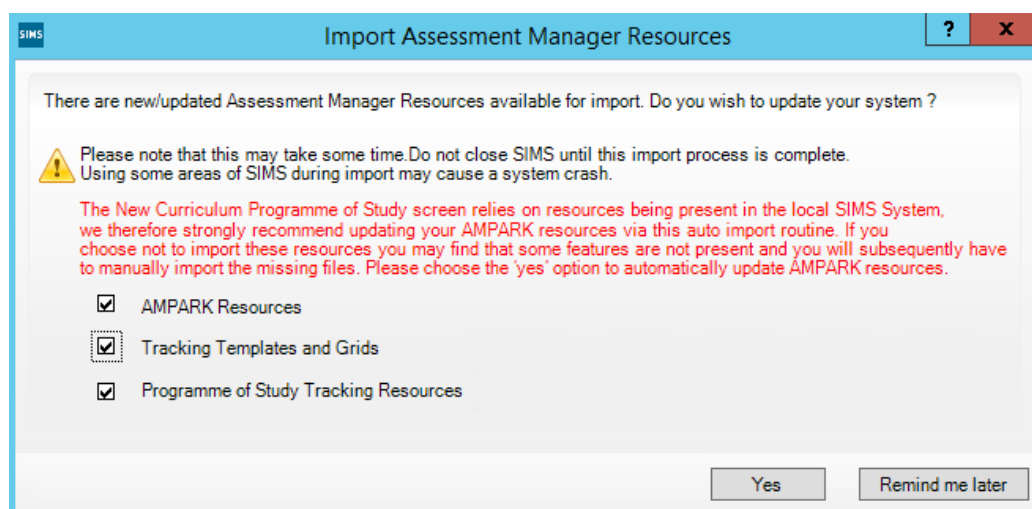 SIMS
Import Assessment Manager Resources
? x
There are new/updated Assessment Manager Resources available for import. Do you wish to update your system ?
Please note that this may take some time.Do not close SIMS until this import process is complete.
Using some areas of SIMS during import may cause a system crash.
The New Curriculum Programme of Study screen relies on resources being present in the local SIMS System,
we therefore strongly recommend updating your AMPARK resources via this auto import routine. If you
choose not to import these resources you may find that some features are not present and you will subsequently have
to manually import the missing files. Please choose the 'yes' option to automatically update AMPARK resources.
AMPARK Resources
Tracking Templates and Grids
Programme of Study Tracking Resources
Yes
Remind me later